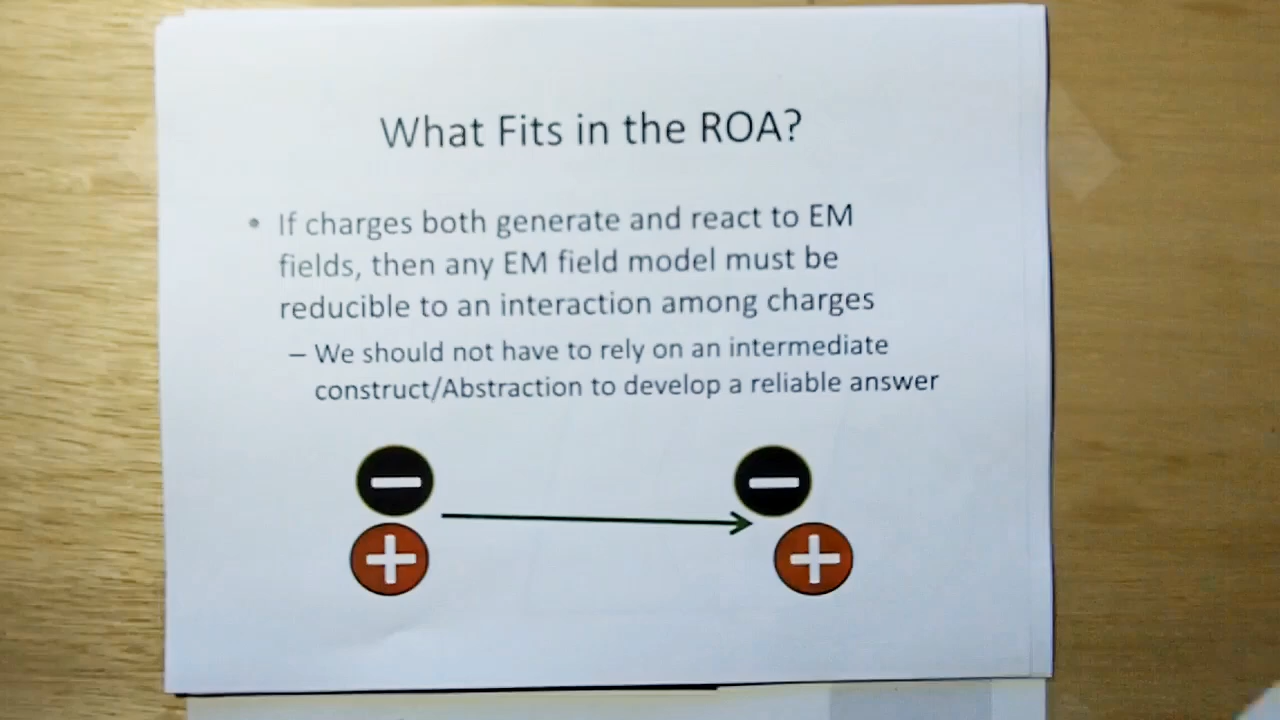 What Fits in the ROA?
• If charges both generate and react to EM
fields, then any EM field model must be
reducible to an interaction among charges
– We should not have to rely on an intermediate
construct/Abstraction to develop a reliable answer